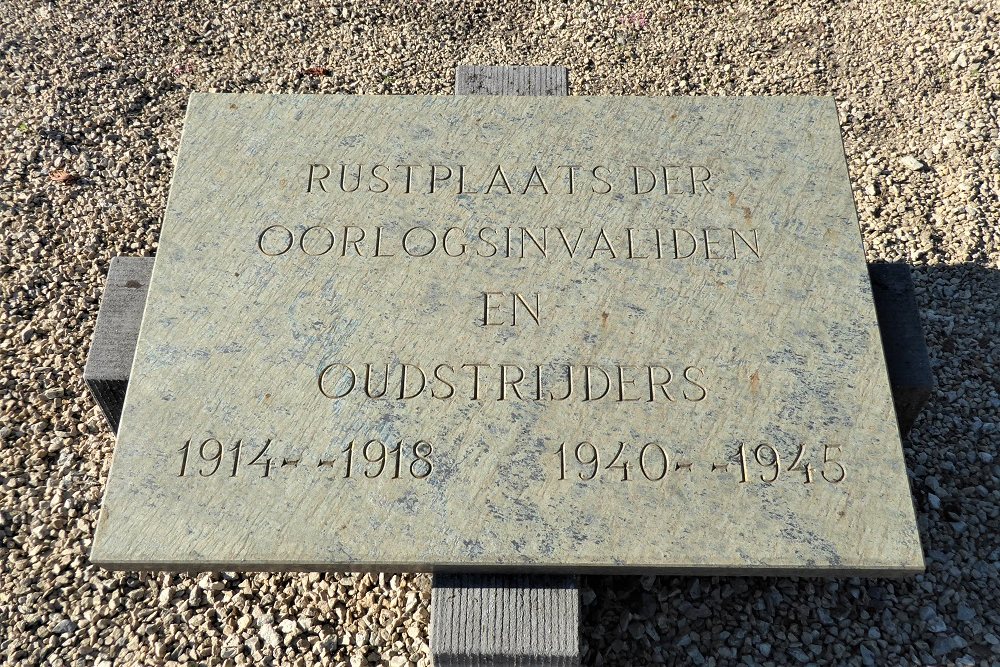 RUSTPLAATS DER
OORLOGSINVALIDEN
EN
OUDSTRIJDERS
1914 - - 1918 1940 - - 1945